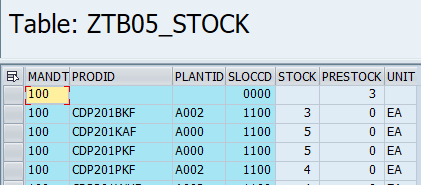 Table: ZTB05_STOCK
MANDT PRODID PLANTID SLOCCD STOCK PRESTOCK UNIT
100 0000 3
100 CDP201BKF A002 1100 3 0 EA
100 CDP201KAF A000 1100 5 0 EA
100 CDP201PKF A000 1100 5 0 EA
100 CDP201PKF A002 1100 4 0 EA